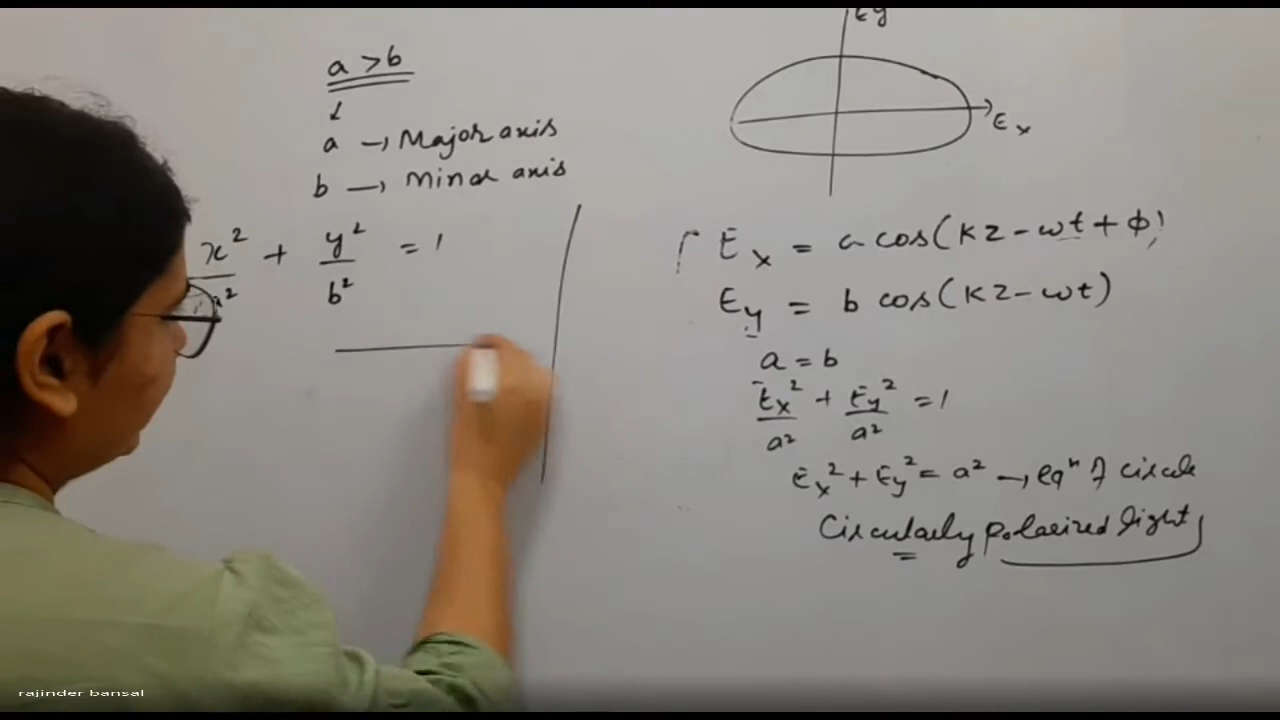 a > b
a → Major axis
b → Minor axis
x² + y² = 1
a² b²
Ey
Ex
Ex = a cos(kz - ωt + φ)
Ey = b cos(kz - ωt)
a = b
Ex² + Ey² = 1
a² a²
Ex² + Ey² = a² → eqⁿ of circle
Circularly polarized light
rajinder bansal